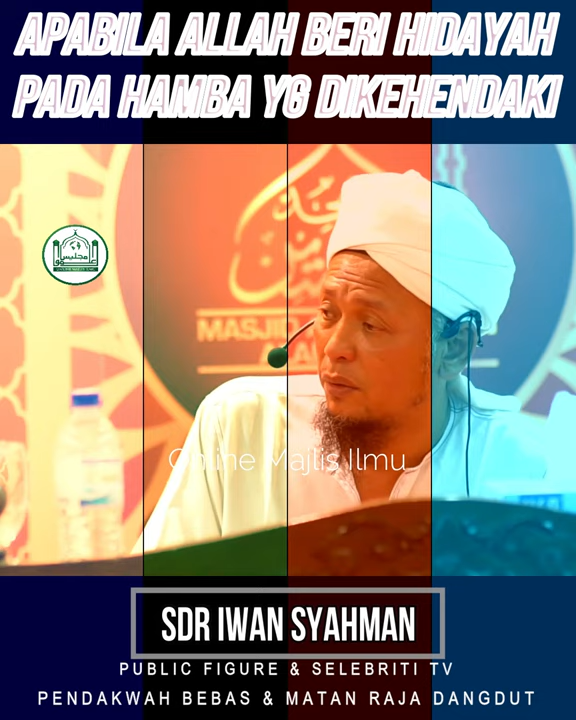 APABILA ALLAH BERI HIDAYAH
PADA HAMBA YG DIKEHENDAKI
MASJID
Online Majlis Ilmu
SDR IWAN SYAHMAN
PUBLIC FIGURE & SELEBRITI TV
PENDAKWAH BEBAS & MATAN RAJA DANGDUT